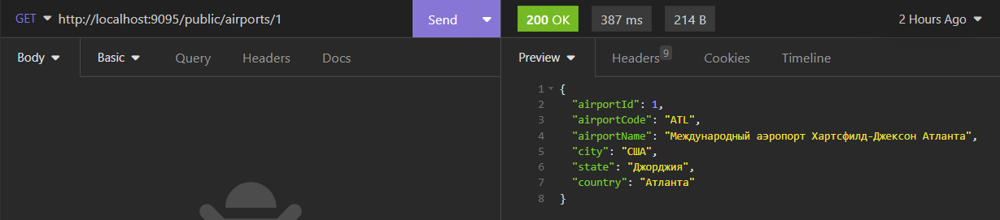 GET http://localhost:9095/public/airports/1 Send 200 OK 387 ms 214 B 2 Hours Ago
Body Basic Query Headers Docs Preview Headers 9 Cookies Timeline
1 {
2 "airportId": 1,
3 "airportCode": "ATL",
4 "airportName": "Международный аэропорт Хартсфилд-Джексон Атланта",
5 "city": "США",
6 "state": "Джорджия",
7 "country": "Атланта"
8 }